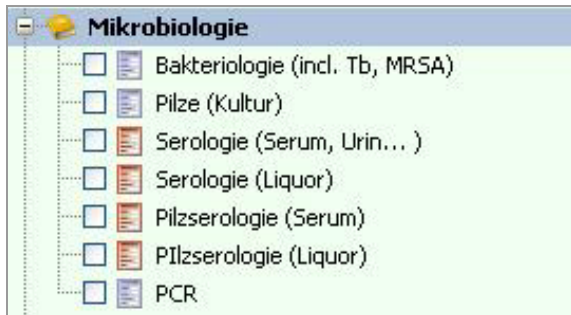 Mikrobiologie
Bakteriologie (incl. Tb, MRSA)
Pilze (Kultur)
Serologie (Serum, Urin... )
Serologie (Liquor)
Pilzserologie (Serum)
PIlzserologie (Liquor)
PCR